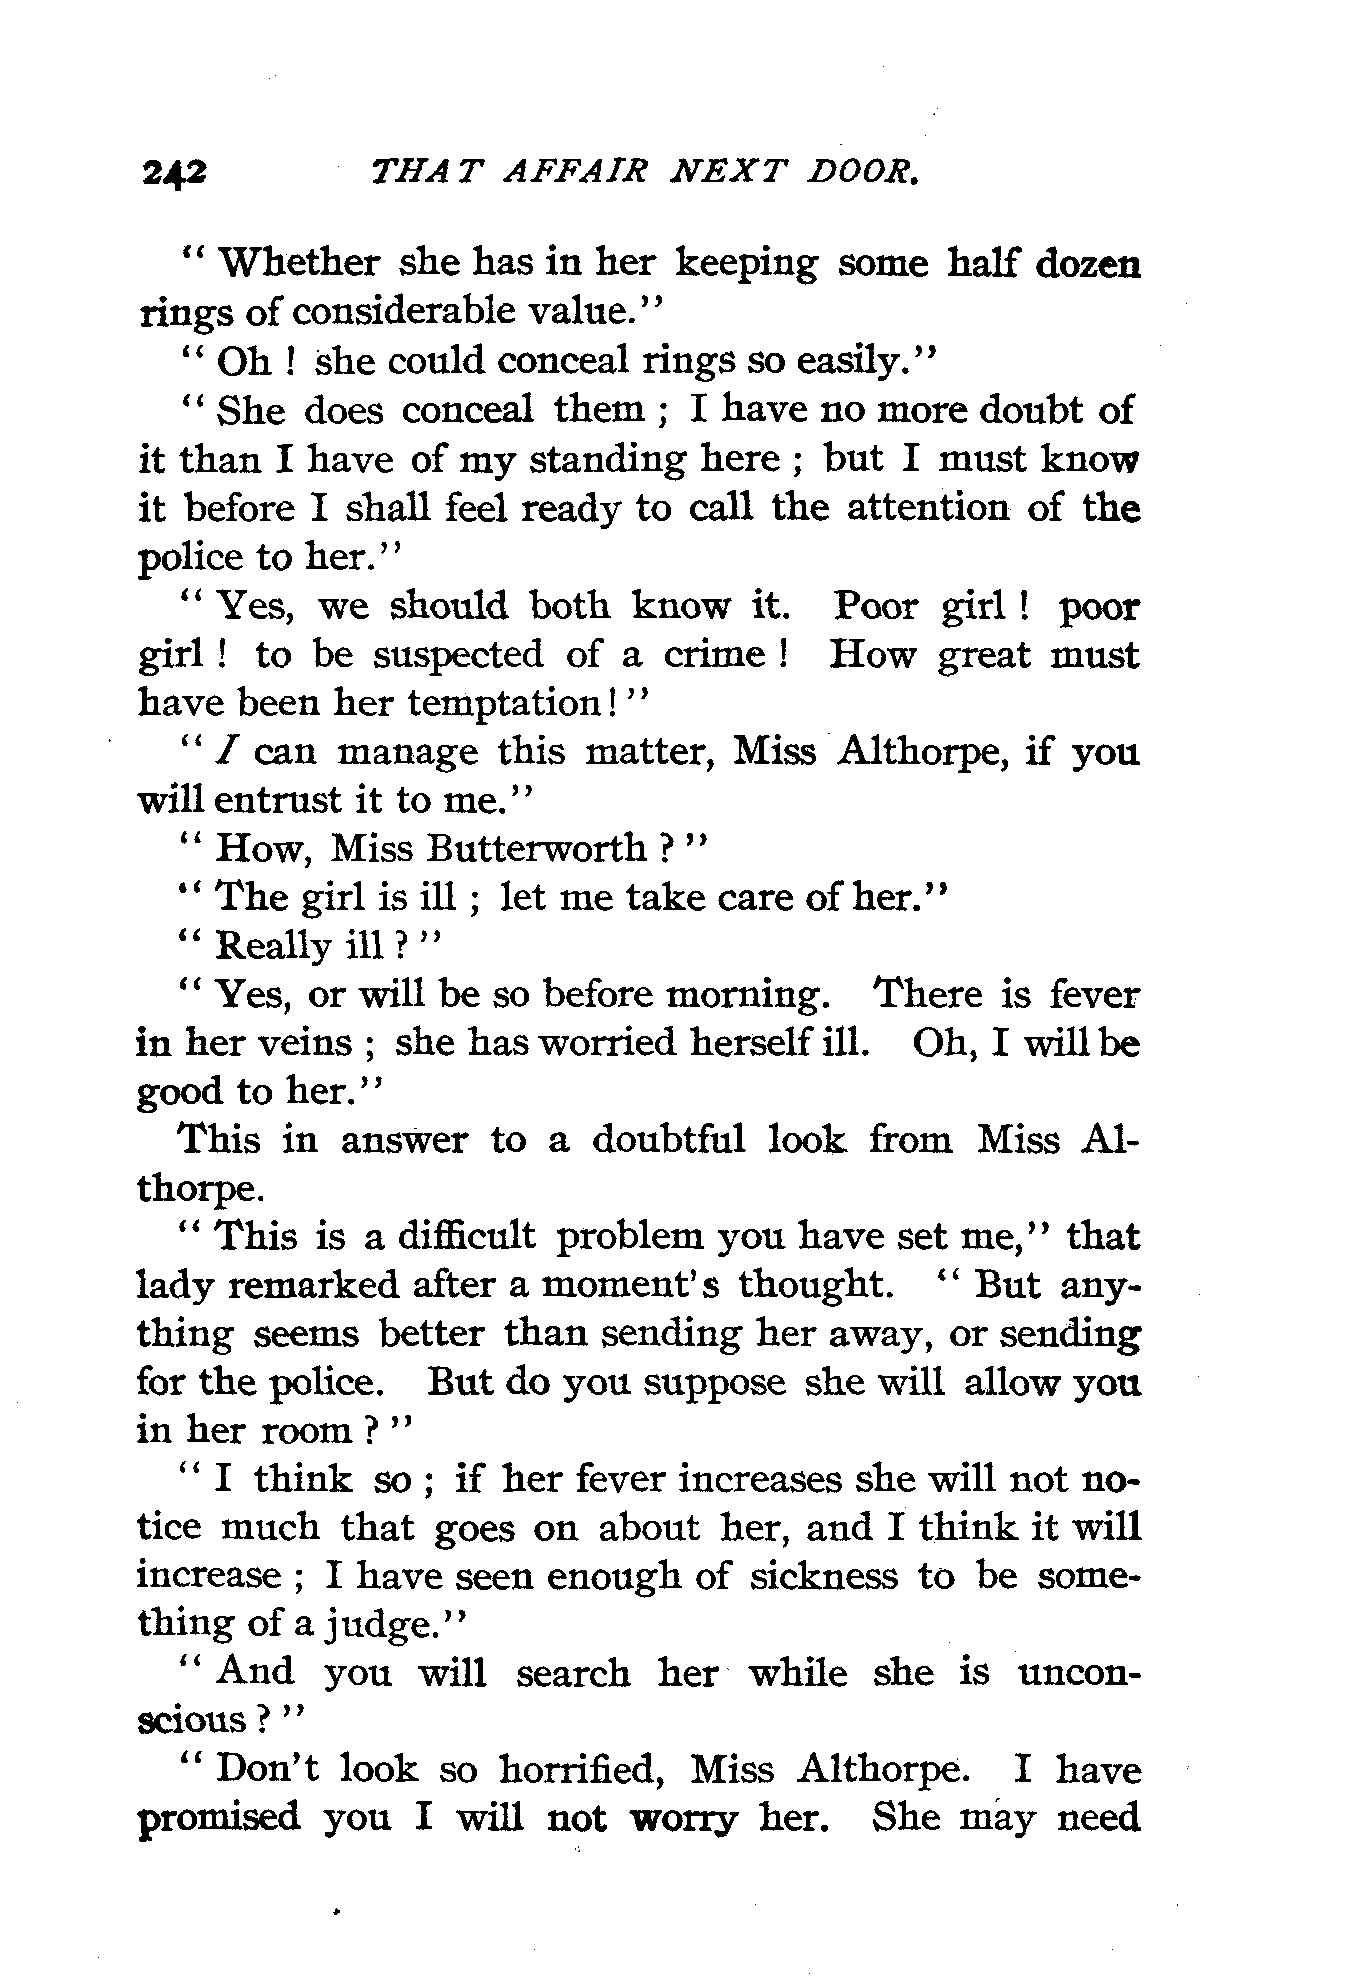 242 THAT AFFAIR NEXT DOOR.
" Whether she has in her keeping some half dozen
rings of considerable value."
" Oh ! she could conceal rings so easily."
" She does conceal them ; I have no more doubt of
it than I have of my standing here ; but I must know
it before I shall feel ready to call the attention of the
police to her."
" Yes, we should both know it. Poor girl ! poor
girl ! to be suspected of a crime ! How great must
have been her temptation ! "
" I can manage this matter, Miss Althorpe, if you
will entrust it to me."
" How, Miss Butterworth ? "
" The girl is ill ; let me take care of her."
" Really ill ? "
" Yes, or will be so before morning. There is fever
in her veins ; she has worried herself ill. Oh, I will be
good to her."
This in answer to a doubtful look from Miss Al-
thorpe.
" This is a difficult problem you have set me," that
lady remarked after a moment's thought. " But any-
thing seems better than sending her away, or sending
for the police. But do you suppose she will allow you
in her room ? "
" I think so ; if her fever increases she will not no-
tice much that goes on about her, and I think it will
increase ; I have seen enough of sickness to be some-
thing of a judge."
" And you will search her while she is uncon-
scious ? "
" Don't look so horrified, Miss Althorpe. I have
promised you I will not worry her. She may need